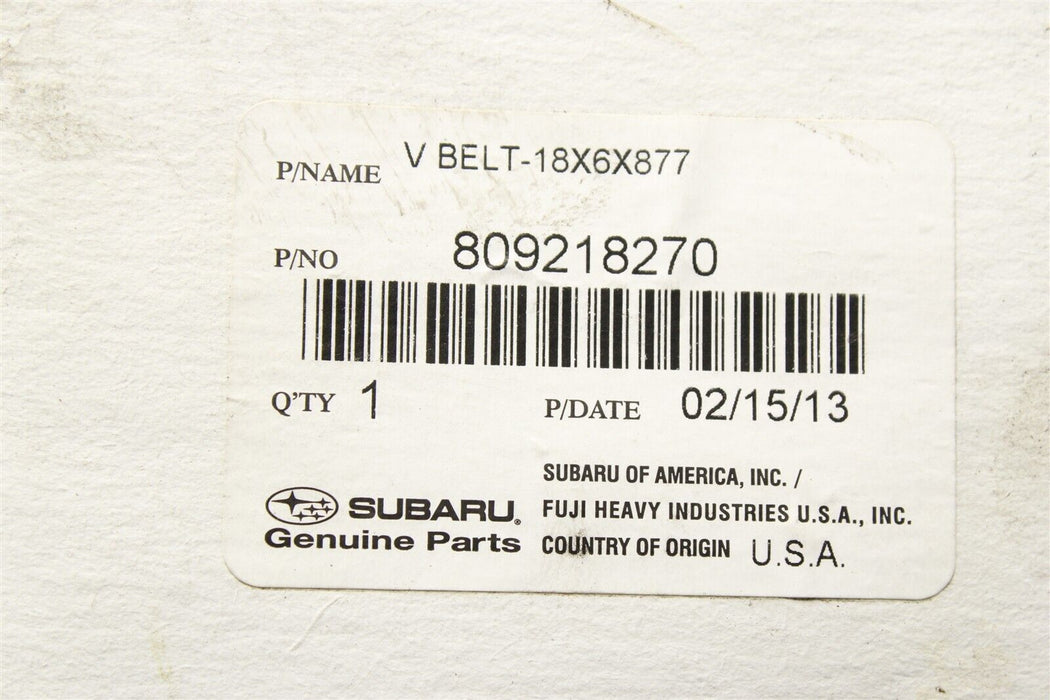 P/NAME V BELT-18X6X877
P/NO 809218270
Q'TY 1 P/DATE 02/15/13
SUBARU OF AMERICA, INC. /
SUBARU® FUJI HEAVY INDUSTRIES U.S.A., INC.
Genuine Parts COUNTRY OF ORIGIN U.S.A.